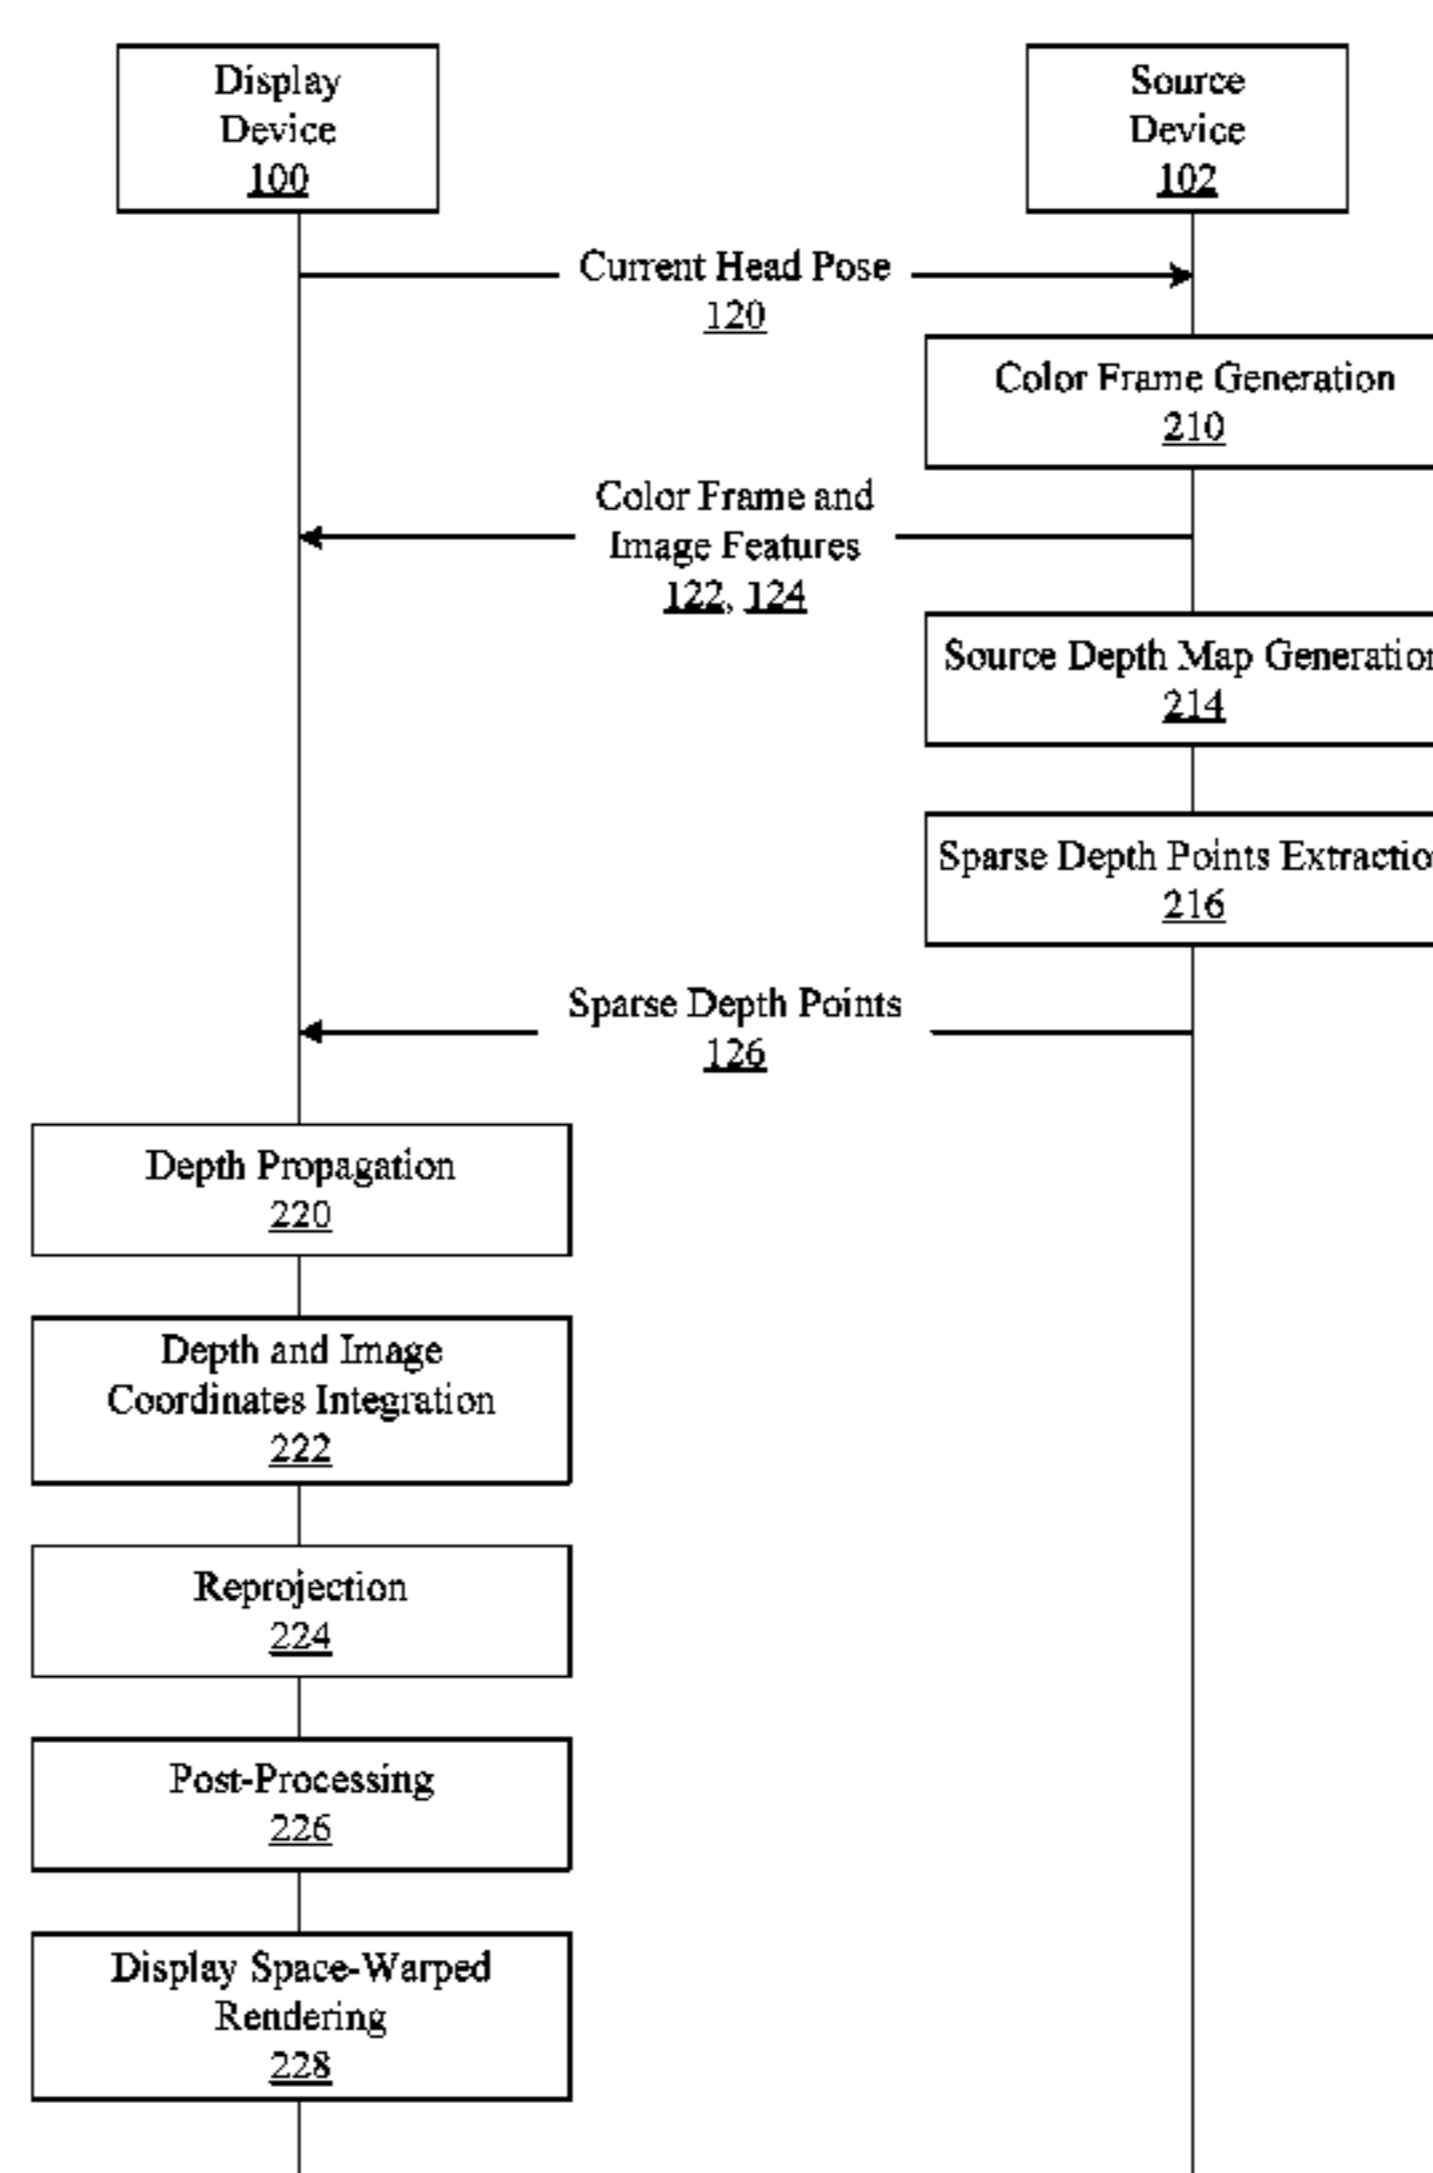 Display
Device
100
Source
Device
102
Current Head Pose
120
Color Frame Generation
210
Color Frame and
Image Features
122, 124
Source Depth Map Generation
214
Sparse Depth Points Extractio
216
Sparse Depth Points
126
Depth Propagation
220
Depth and Image
Coordinates Integration
222
Reprojection
224
Post-Processing
226
Display Space-Warped
Rendering
228